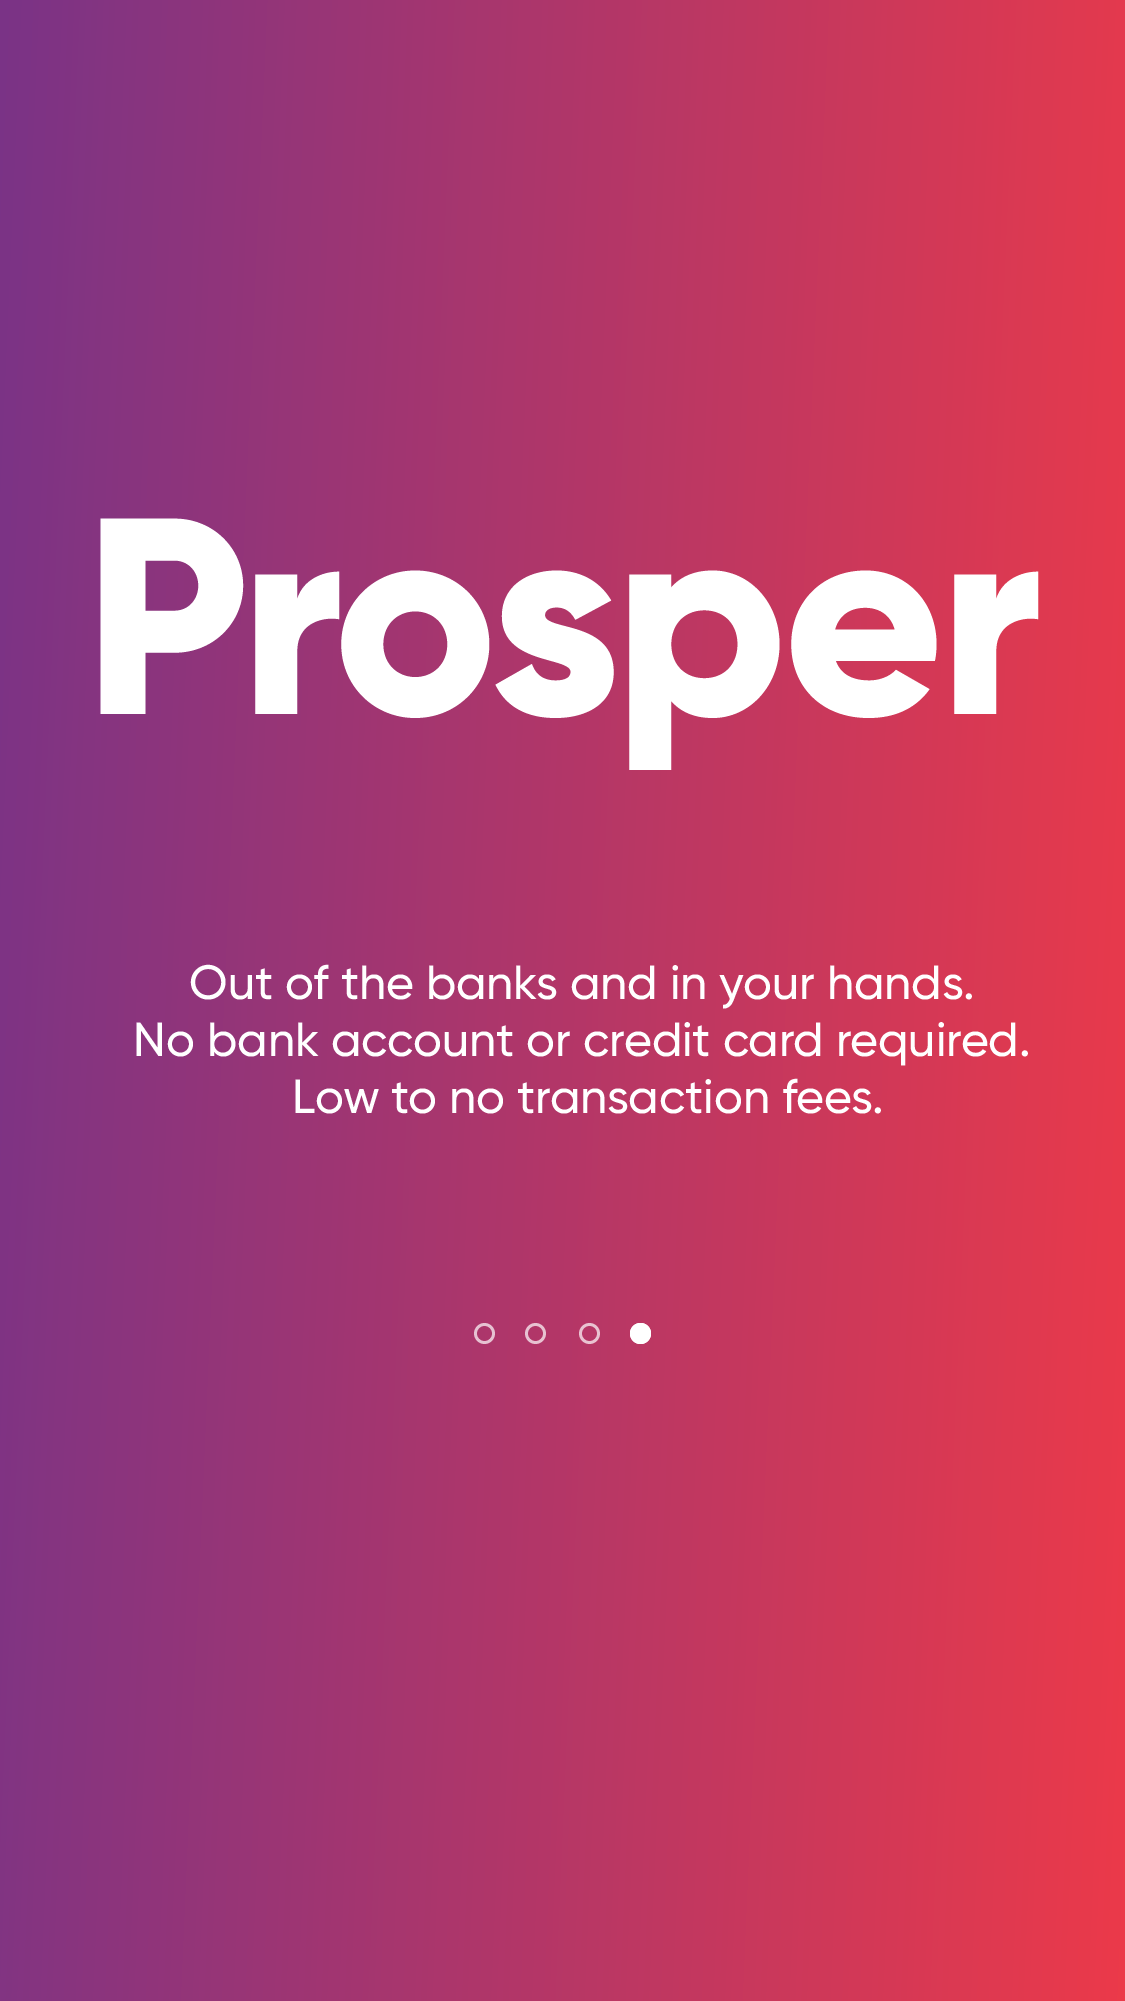 Prosper
Out of the banks and in your hands.
No bank account or credit card required.
Low to no transaction fees.